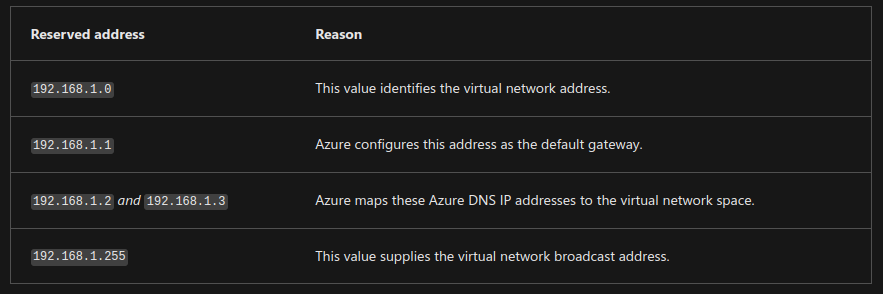 Reserved address Reason
192.168.1.0 This value identifies the virtual network address.
192.168.1.1 Azure configures this address as the default gateway.
192.168.1.2 and 192.168.1.3 Azure maps these Azure DNS IP addresses to the virtual network space.
192.168.1.255 This value supplies the virtual network broadcast address.